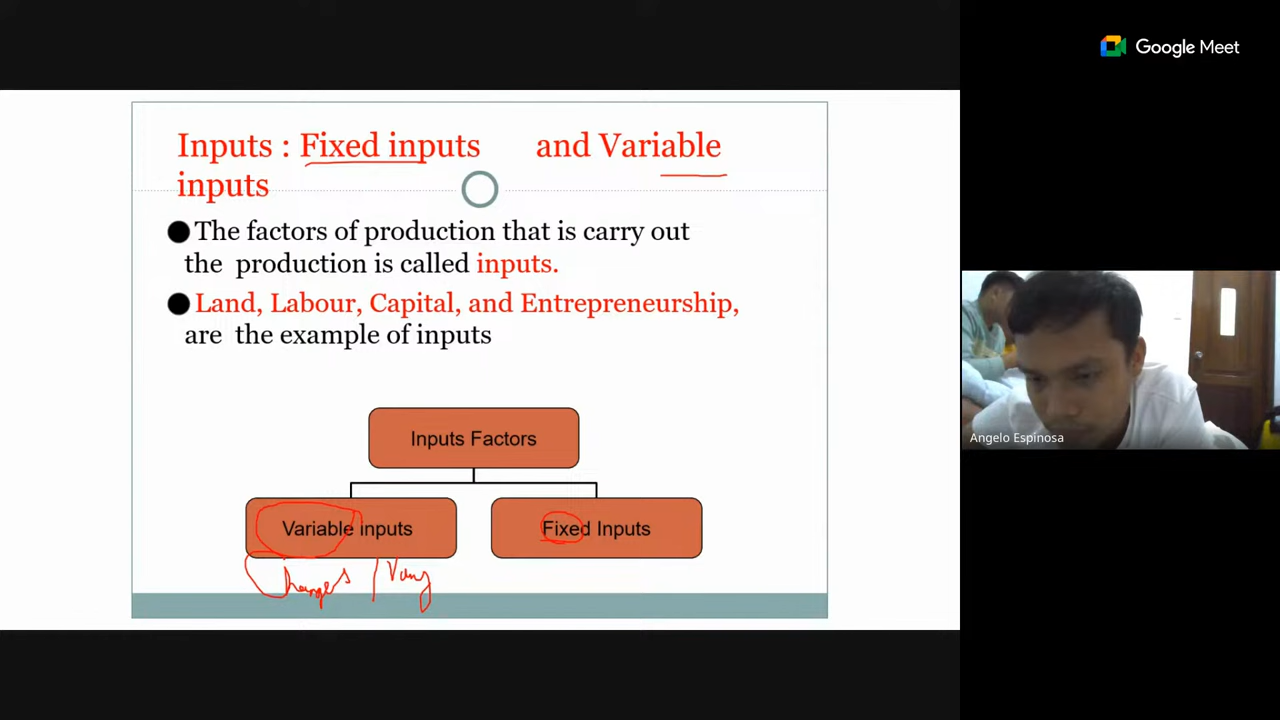 Google Meet
Inputs : Fixed inputs and Variable
inputs
The factors of production that is carry out
the production is called inputs.
Land, Labour, Capital, and Entrepreneurship,
are the example of inputs
Inputs Factors
Variable inputs Fixed Inputs
Changes / Vary
Angelo Espinosa